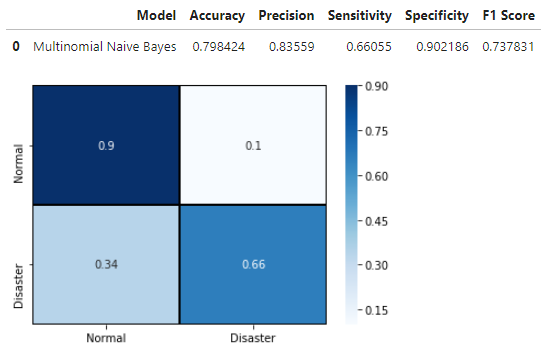 Model Accuracy Precision Sensitivity Specificity F1 Score
0 Multinomial Naive Bayes 0.798424 0.83559 0.66055 0.902186 0.737831
0.90
0.75
Normal 0.9 0.1
0.60
0.45
Disaster 0.34 0.66
0.30
0.15
Normal Disaster